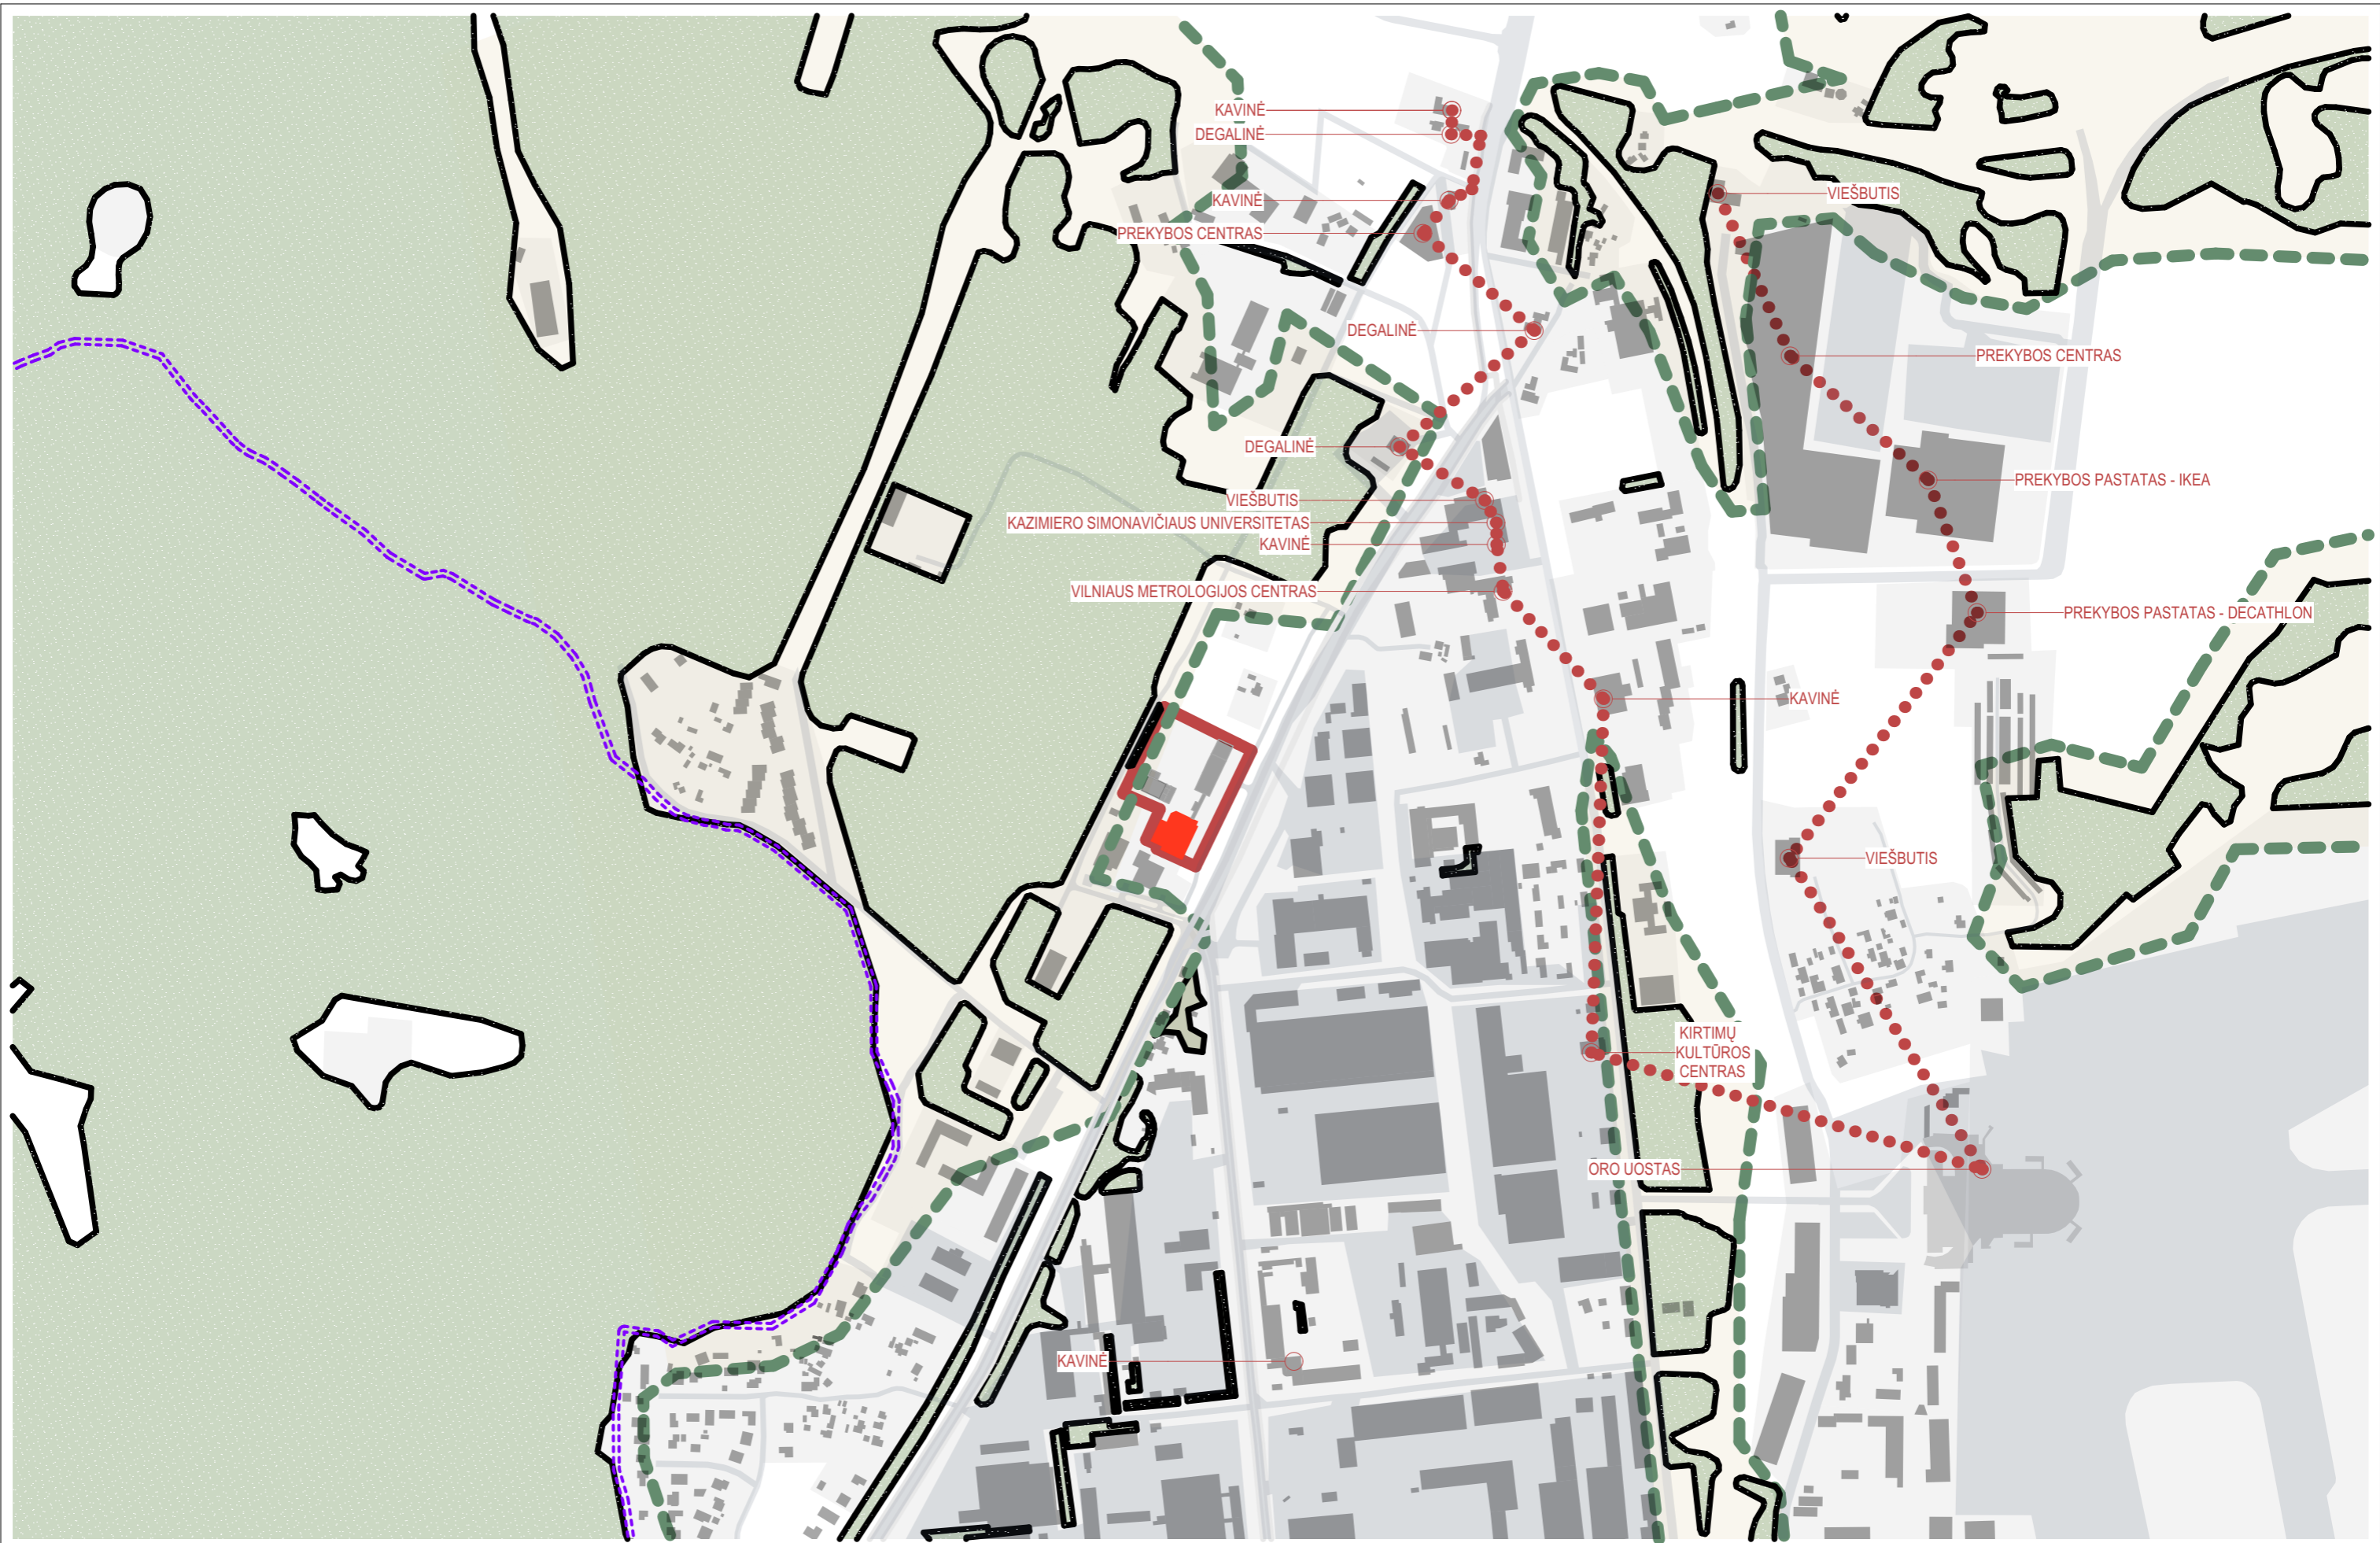 KAVINĖ
DEGALINĖ
KAVINĖ
VIEŠBUTIS
PREKYBOS CENTRAS
DEGALINĖ
PREKYBOS CENTRAS
DEGALINĖ
PREKYBOS PASTATAS - IKEA
VIEŠBUTIS
KAZIMIERO SIMONAVIČIAUS UNIVERSITETAS
KAVINĖ
VILNIAUS METROLOGIJOS CENTRAS
PREKYBOS PASTATAS - DECATHLON
KAVINĖ
VIEŠBUTIS
KIRTIMŲ
KULTŪROS
CENTRAS
ORO UOSTAS
KAVINĖ